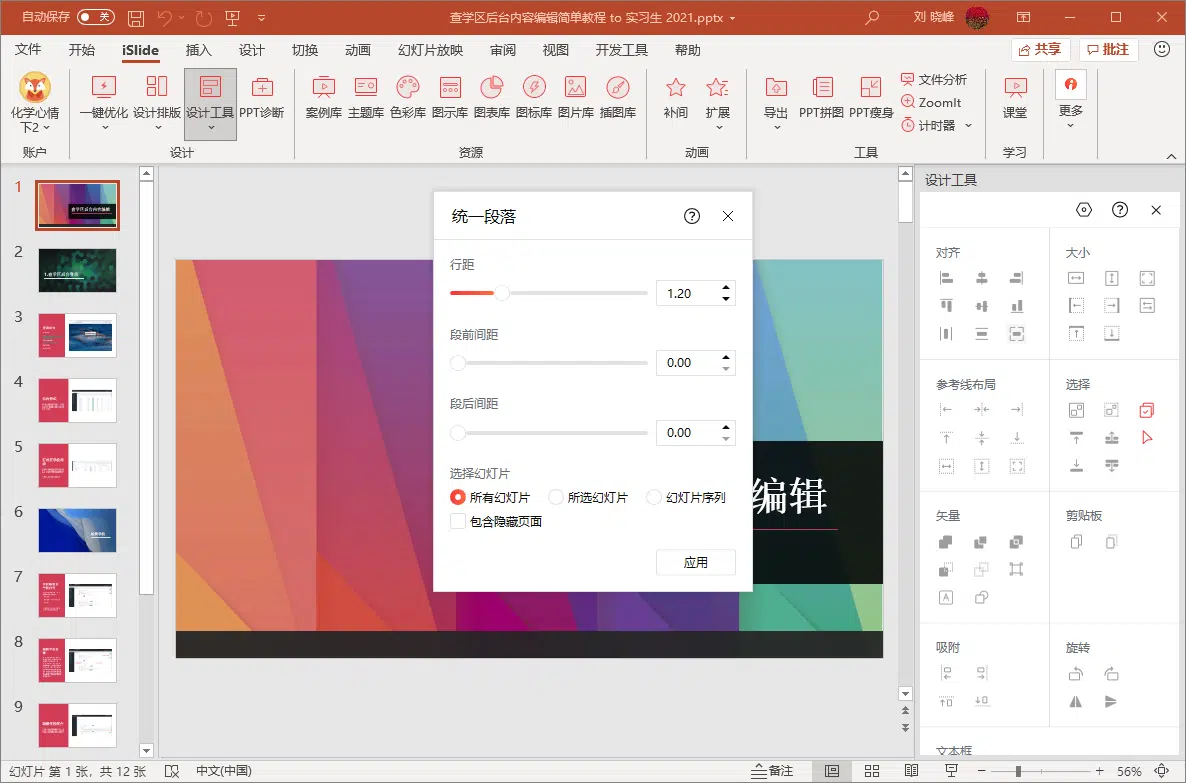 自动保存 关
查学区后台内容编辑简单教程 to 实习生 2021.pptx
刘 晓峰
文件 开始 iSlide 插入 设计 切换 动画 幻灯片放映 审阅 视图 开发工具 帮助 共享 批注
化学心情下2
一键优化 设计排版 设计工具 PPT诊断
案例库 主题库 色彩库 图示库 图表库 图标库 图片库 插图库
补间 扩展
导出 PPT拼图 PPT瘦身
文件分析
ZoomIt
计时器
课堂
更多
账户 设计 资源 动画 工具 学习
1
2
3
4
5
6
7
8
9
统一段落
行距
1.20
段前间距
0.00
段后间距
0.00
选择幻灯片
所有幻灯片 所选幻灯片 幻灯片序列
包含隐藏页面
应用
编辑
设计工具
对齐 大小
参考线布局 选择
矢量 剪贴板
吸附 旋转
文本框
幻灯片 第 1 张，共 12 张 中文(中国) 备注 56%